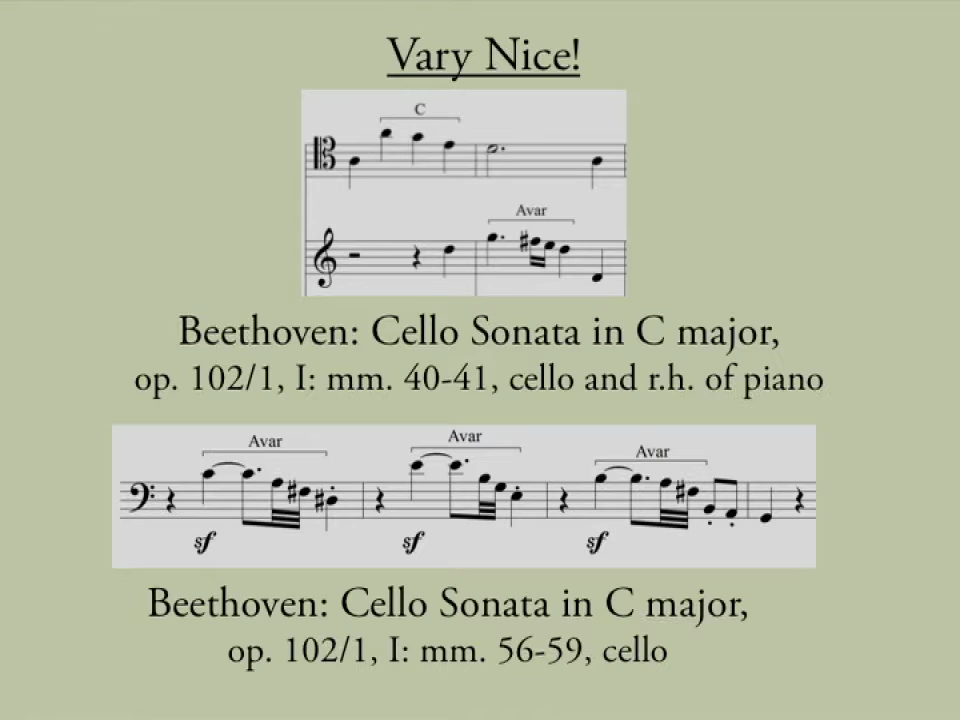 Vary Nice!
C
Avar
Beethoven: Cello Sonata in C major,
op. 102/1, I: mm. 40-41, cello and r.h. of piano
Avar Avar Avar
sf sf sf
Beethoven: Cello Sonata in C major,
op. 102/1, I: mm. 56-59, cello